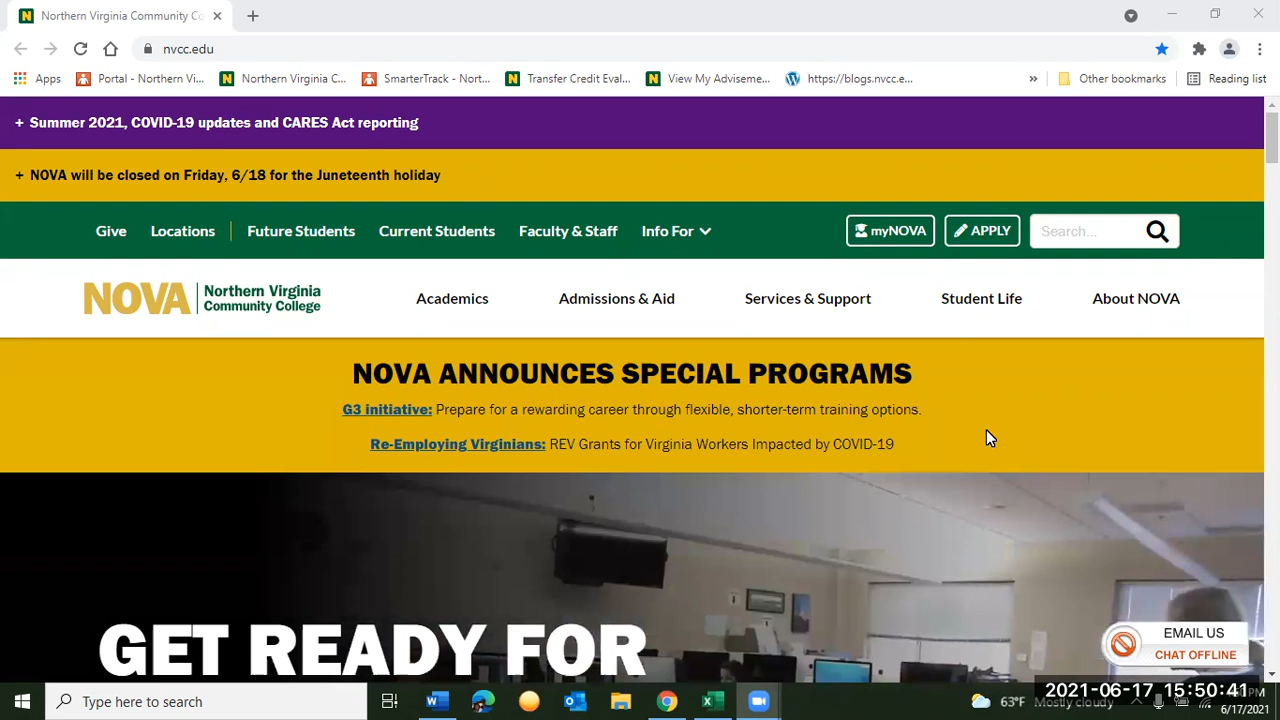 Northern Virginia Community Co
nvcc.edu
Apps Portal - Northern Vi... Northern Virginia C... SmarterTrack - Nort... Transfer Credit Eval... View My Adviseme... https://blogs.nvcc.e... » Other bookmarks Reading list
+ Summer 2021, COVID-19 updates and CARES Act reporting
+ NOVA will be closed on Friday, 6/18 for the Juneteenth holiday
Give Locations Future Students Current Students Faculty & Staff Info For myNOVA APPLY Search...
NOVA Northern Virginia
Community College
Academics Admissions & Aid Services & Support Student Life About NOVA
NOVA ANNOUNCES SPECIAL PROGRAMS
G3 initiative: Prepare for a rewarding career through flexible, shorter-term training options.
Re-Employing Virginians: REV Grants for Virginia Workers Impacted by COVID-19
GET READY FOR
EMAIL US
CHAT OFFLINE
Type here to search
63°F Mostly cloudy
2021-06-17 15:50:41
6/17/2021